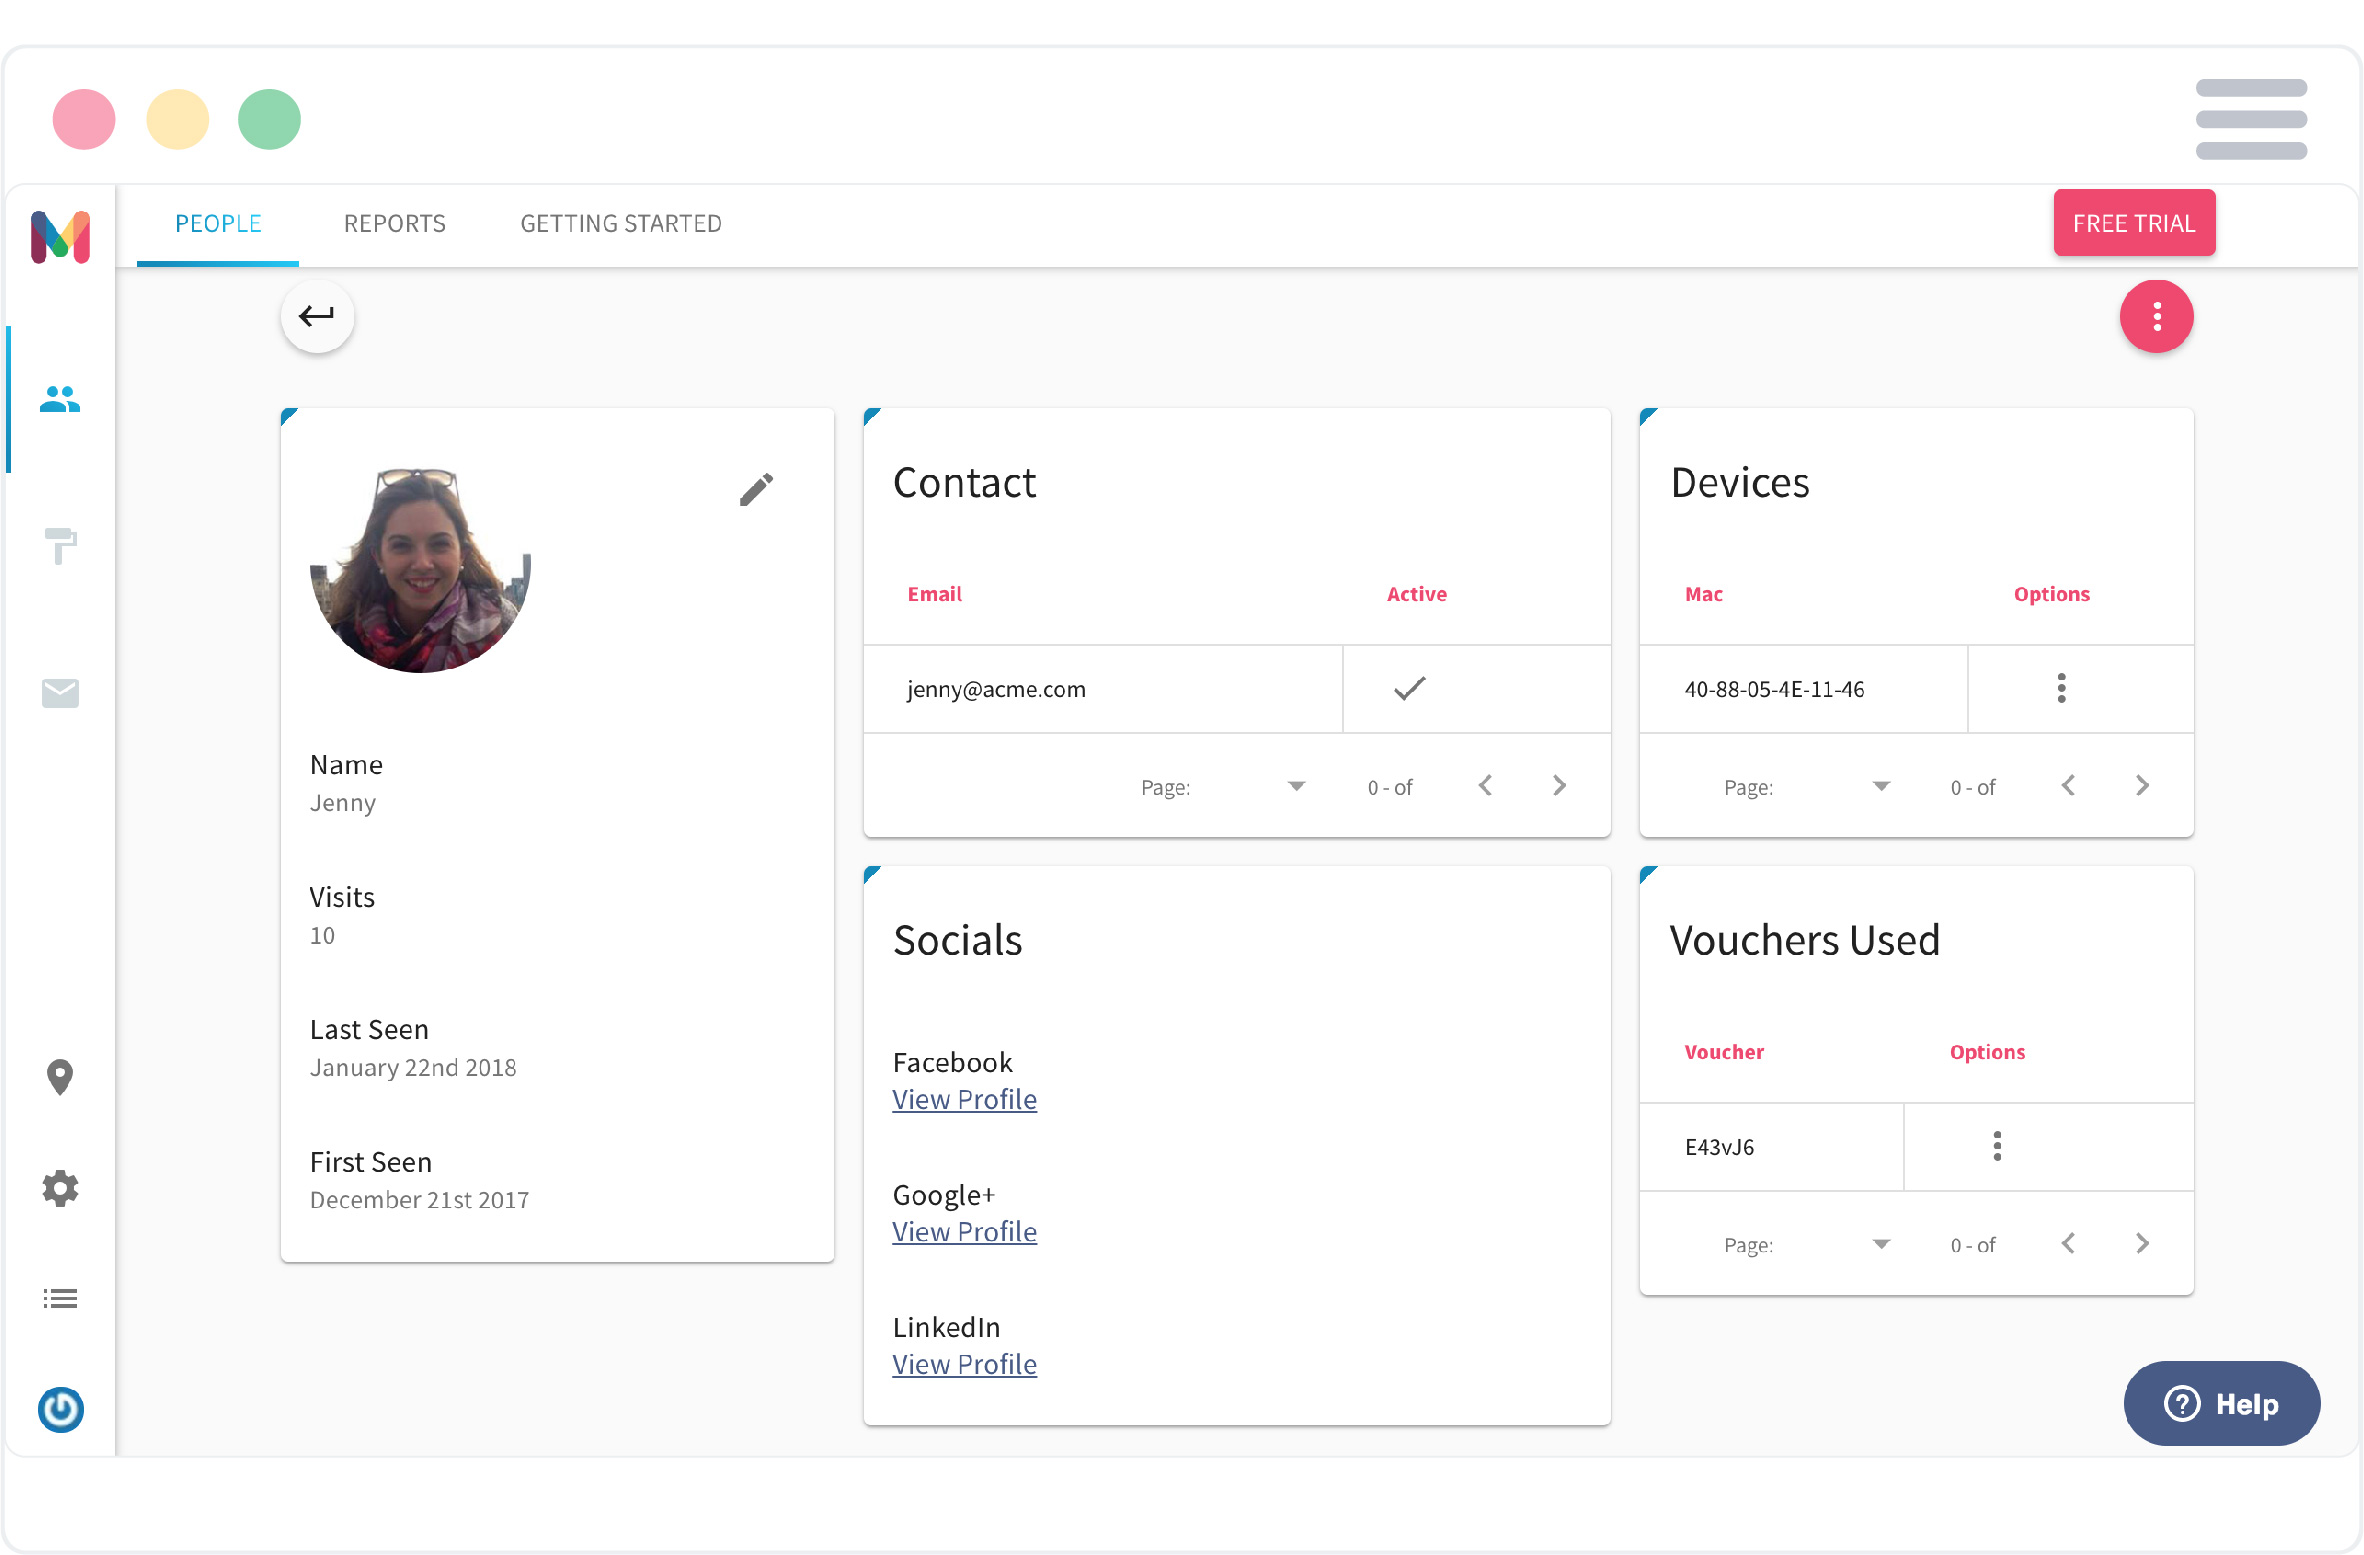 PEOPLE REPORTS GETTING STARTED FREE TRIAL
Name
Jenny
Visits
10
Last Seen
January 22nd 2018
First Seen
December 21st 2017
Contact
Email Active
jenny@acme.com
Page: 0 - of
Socials
Facebook
View Profile
Google+
View Profile
LinkedIn
View Profile
Devices
Mac Options
40-88-05-4E-11-46
Page: 0 - of
Vouchers Used
Voucher Options
E43vJ6
Page: 0 - of
? Help